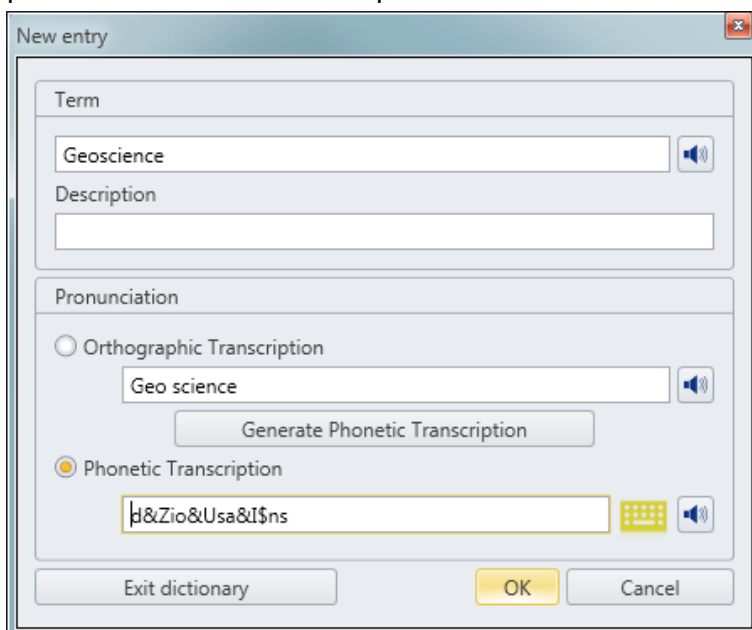 New entry
Term
Geoscience
Description
Pronunciation
Orthographic Transcription
Geo science
Generate Phonetic Transcription
Phonetic Transcription
d&Zio&Usa&I$ns
Exit dictionary OK Cancel